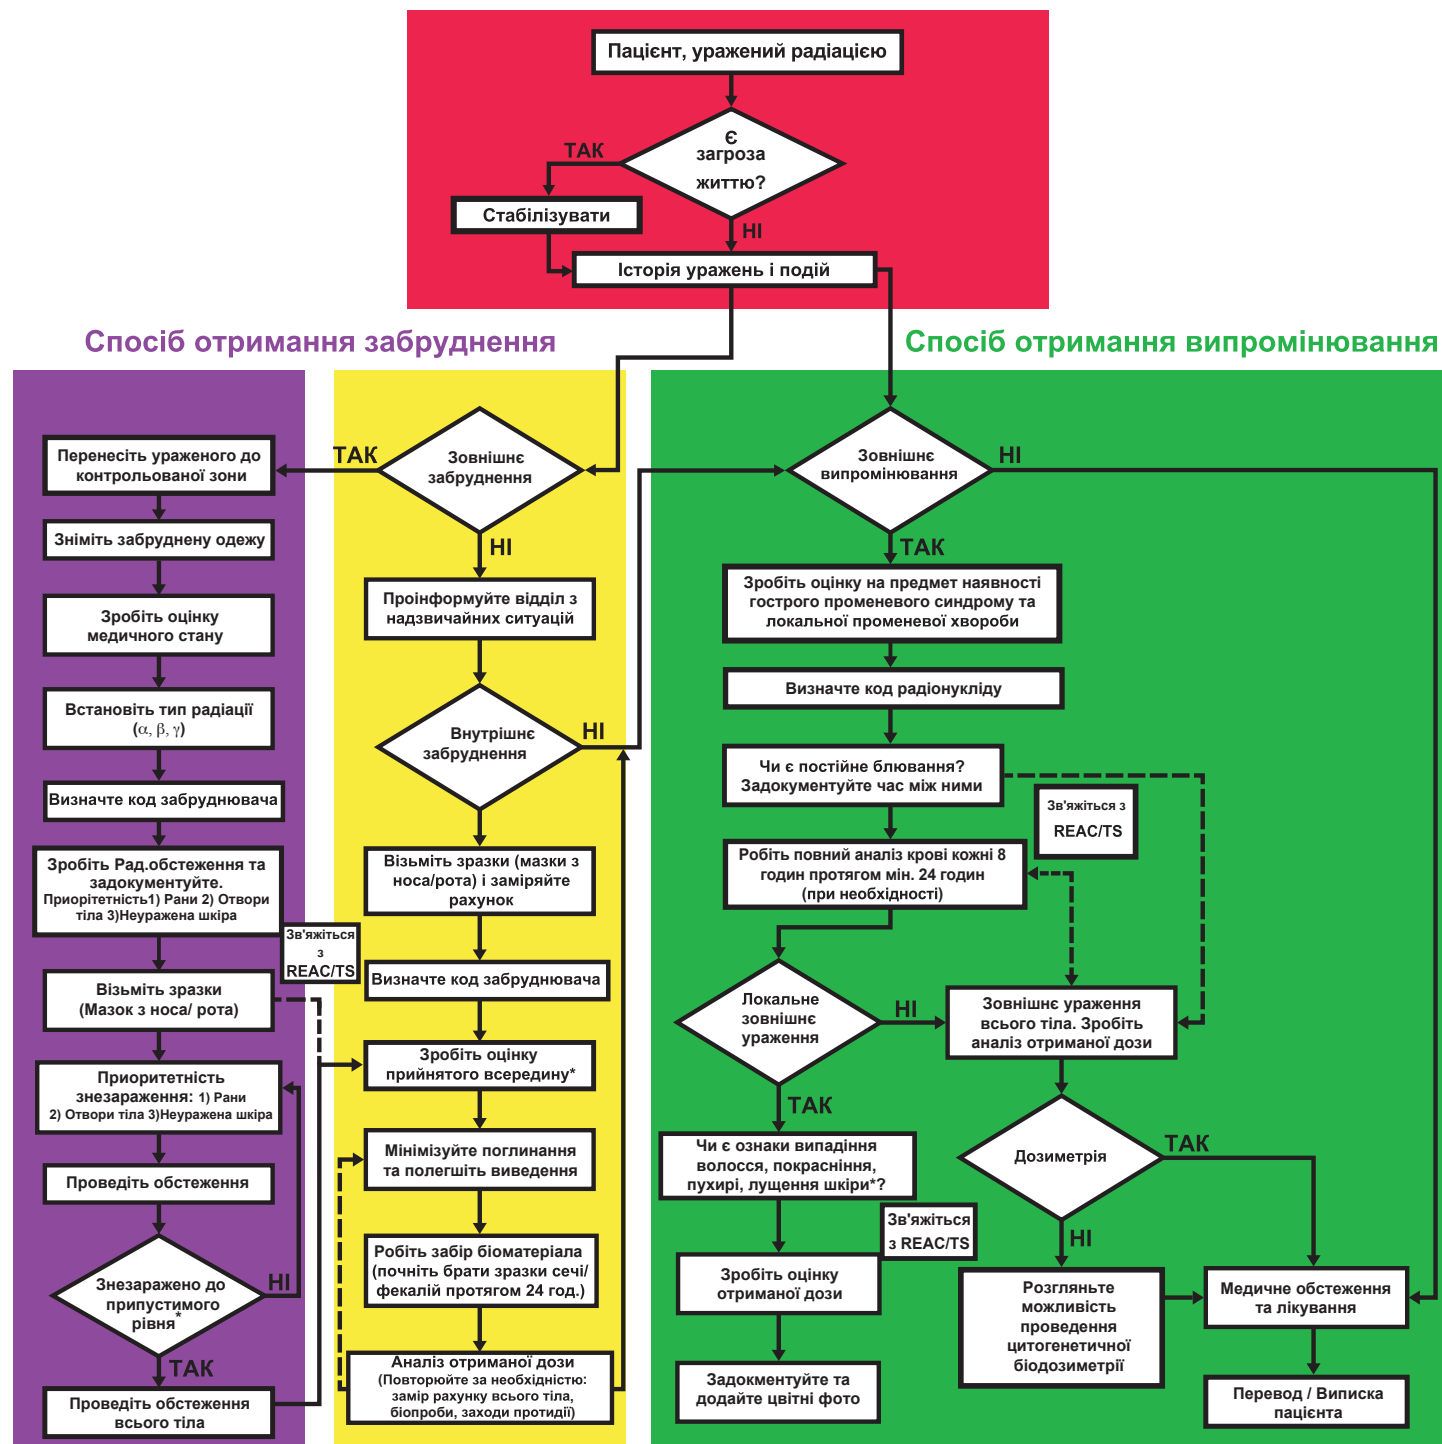 Пацієнт, уражений радіацією
Є
загроза
життю?
ТАК
Стабілізувати
НІ
Історія уражень і подій
Спосіб отримання забруднення
Спосіб отримання випромінювання
Перенесіть ураженого до
контрольованої зони
Зніміть забруднену одежу
Зробіть оцінку
медичного стану
Встановіть тип радіації
(α, β, γ)
Визначте код забруднювача
Зробіть Рад.обстеження та
задокументуйте.
Приорітетність1) Рани 2) Отвори
тіла 3)Неуражена шкіра
Зв'яжіться
з
REAC/TS
Візьміть зразки
(Мазок з носа/ рота)
Приоритетність
знезараження: 1) Рани
2) Отвори тіла 3)Неуражена шкіра
Проведіть обстеження
Знезаражено до
припустимого
рівня*
НІ
ТАК
Проведіть обстеження
всього тіла
ТАК
Зовнішнє
забруднення
НІ
Проінформуйте відділ з
надзвичайних ситуацій
Внутрішнє
забруднення
НІ
Візьміть зразки (мазки з
носа/рота) і заміряйте
рахунок
Визначте код забруднювача
Зробіть оцінку
прийнятого всередину*
Мінімізуйте поглинання
та полегшіть виведення
Робіть забір біоматеріала
(почніть брати зразки сечі/
фекалій протягом 24 год.)
Аналіз отриманої дози
(Повторюйте за необхідністю:
замір рахунку всього тіла,
біопроби, заходи протидії)
Зовнішнє
випромінювання
НІ
ТАК
Зробіть оцінку на предмет наявності
гострого променевого синдрому та
локальної променевої хвороби
Визначте код радіонукліду
Чи є постійне блювання?
Задокументуйте час між ними
Зв'яжіться з
REAC/TS
Робіть повний аналіз крові кожні 8
годин протягом мін. 24 годин
(при необхідності)
Локальне
зовнішнє
ураження
НІ
Зовнішнє ураження
всього тіла. Зробіть
аналіз отриманої дози
ТАК
Чи є ознаки випадіння
волосся, покрасніння,
пухирі, лущення шкіри*?
Зв'яжіться
з REAC/TS
Зробіть оцінку
отриманої дози
Задокментуйте та
додайте цвітні фото
Дозиметрія
ТАК
НІ
Розгляньте
можливість
проведення
цитогенетичної
біодозиметрії
Медичне обстеження
та лікування
Перевод / Виписка
пацієнта